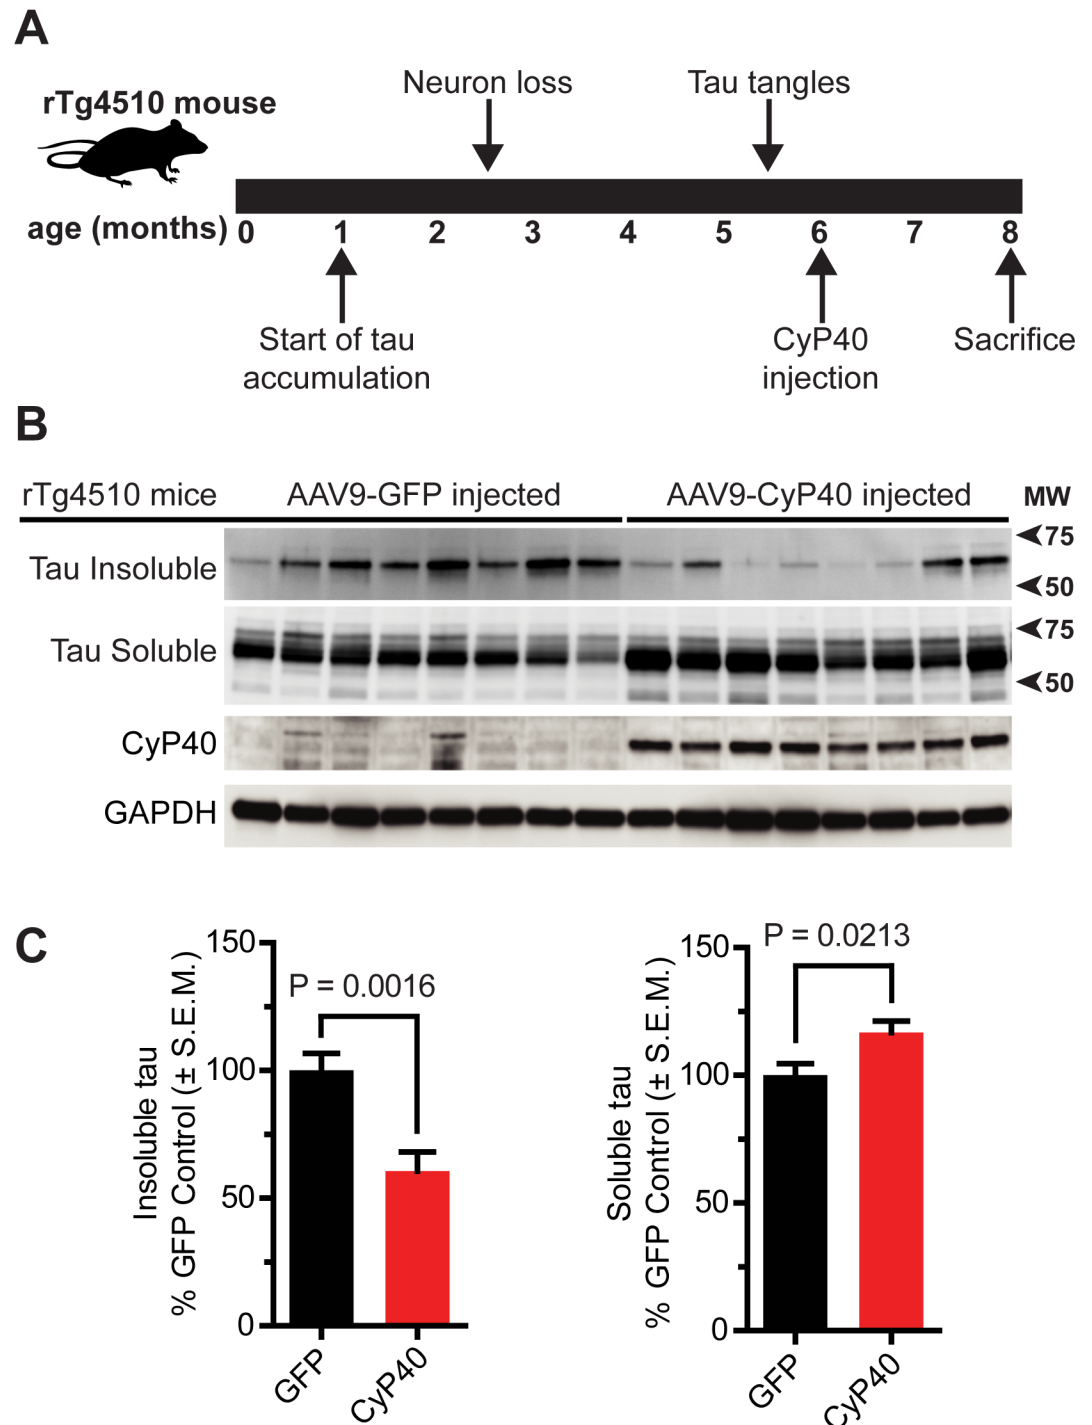 A
Neuron loss
Tau tangles
rTg4510 mouse
age (months) 0 1 2 3 4 5 6 7 8
Start of tau
accumulation
CyP40
injection
Sacrifice
B
rTg4510 mice AAV9-GFP injected AAV9-CyP40 injected MW
75
Tau Insoluble
50
75
Tau Soluble
50
CyP40
GAPDH
C
Insoluble tau
% GFP Control (± S.E.M.)
150
100
50
0
P = 0.0016
GFP
CyP40
Soluble tau
% GFP Control (± S.E.M.)
150
100
50
0
P = 0.0213
GFP
CyP40